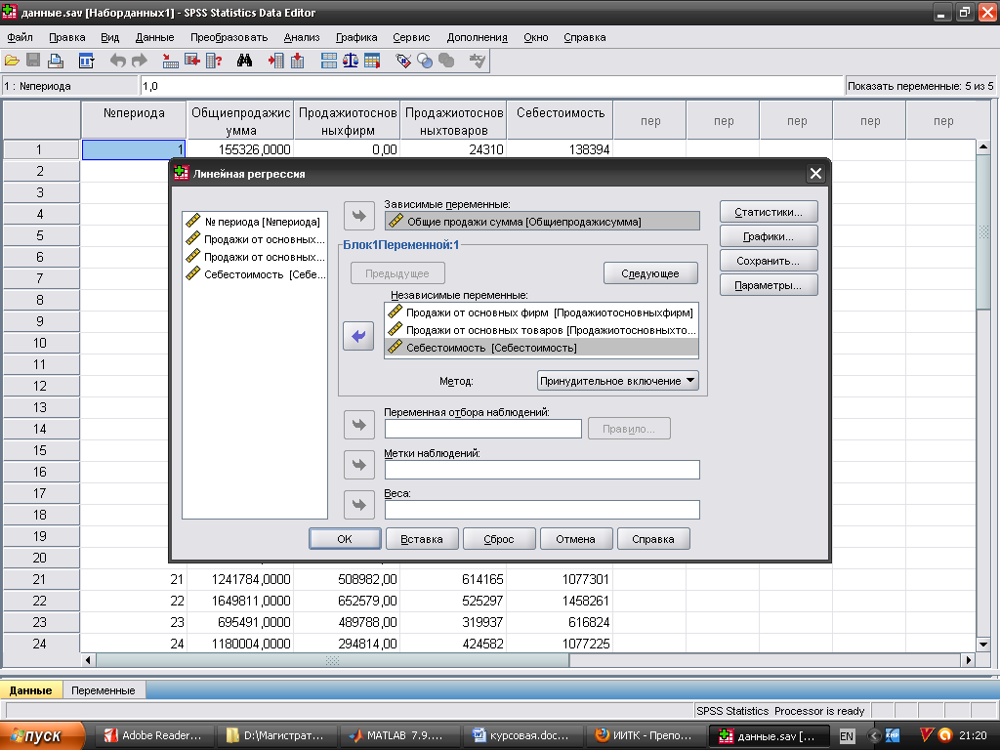 данные.sav [Наборданных1] - SPSS Statistics Data Editor
Файл Правка Вид Данные Преобразовать Анализ Графика Сервис Дополнения Окно Справка
1 : №периода 1,0 Показать переменные: 5 из 5
№периода Общиепродажисумма Продажиотосновныхфирм Продажиотосновныхтоваров Себестоимость пер пер пер пер пер
1 1 155326,0000 0,00 24310 138394
2
3
4
5
6
7
8
9
10
11
12
13
14
15
16
17
18
19
20
Линейная регрессия
№ периода [№периода]
Продажи от основных...
Продажи от основных...
Себестоимость [Себе...
Зависимые переменные:
Общие продажи сумма [Общиепродажисумма]
Блок1Переменной:1
Предыдущее Следующее
Независимые переменные:
Продажи от основных фирм [Продажиотосновныхфирм]
Продажи от основных товаров [Продажиотосновныхто...
Себестоимость [Себестоимость]
Метод: Принудительное включение
Переменная отбора наблюдений:
Правило...
Метки наблюдений:
Веса:
Статистики...
Графики...
Сохранить...
Параметры...
OK Вставка Сброс Отмена Справка
21 21 1241784,0000 508982,00 614165 1077301
22 22 1649811,0000 652579,00 525297 1458261
23 23 695491,0000 489788,00 319937 616824
24 24 1180004,0000 294814,00 424582 1077225
Данные Переменные
SPSS Statistics Processor is ready
пуск Adobe Reader... D:\Магистрат... MATLAB 7.9.... курсовая.doc... ИИТК - Препо... данные.sav [... EN KMP 21:20